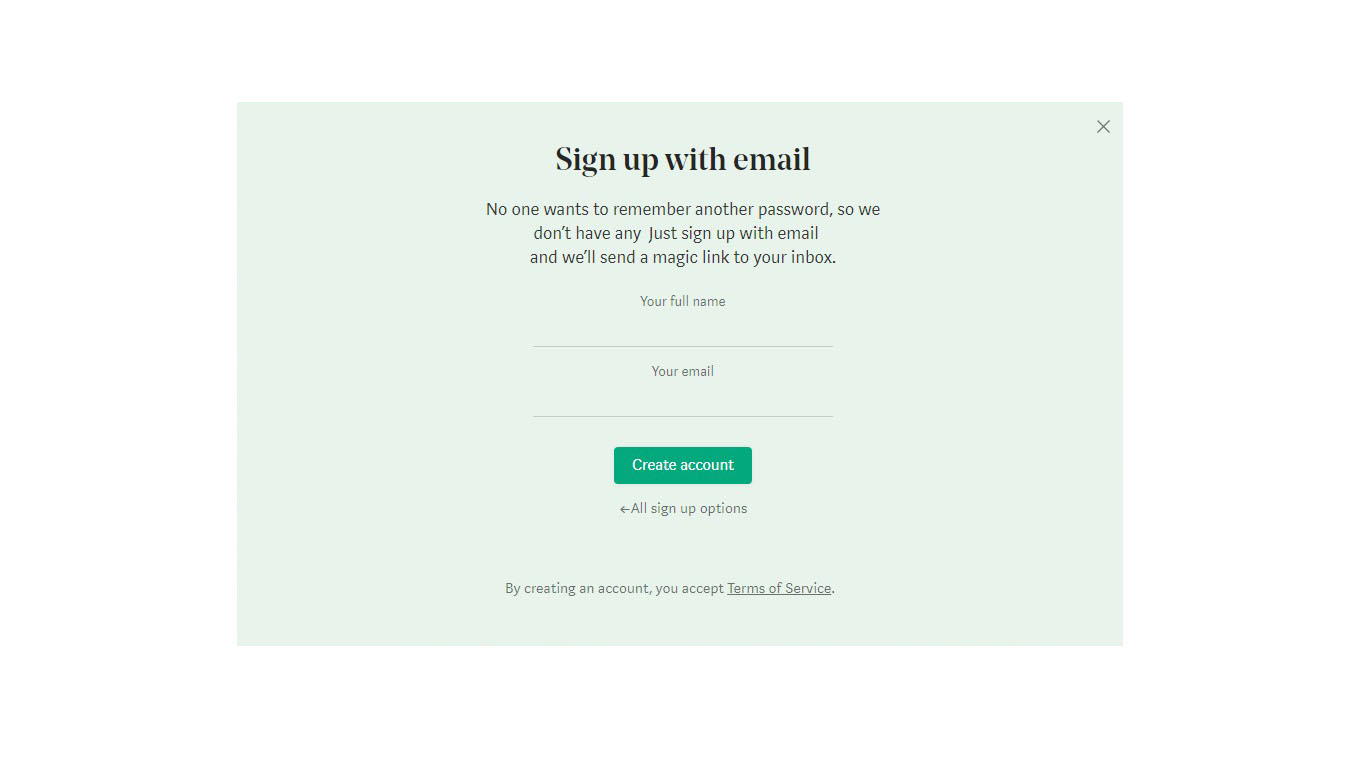 Sign up with email
No one wants to remember another password, so we
don’t have any  Just sign up with email
and we’ll send a magic link to your inbox.
Your full name
Your email
Create account
←All sign up options
By creating an account, you accept Terms of Service.